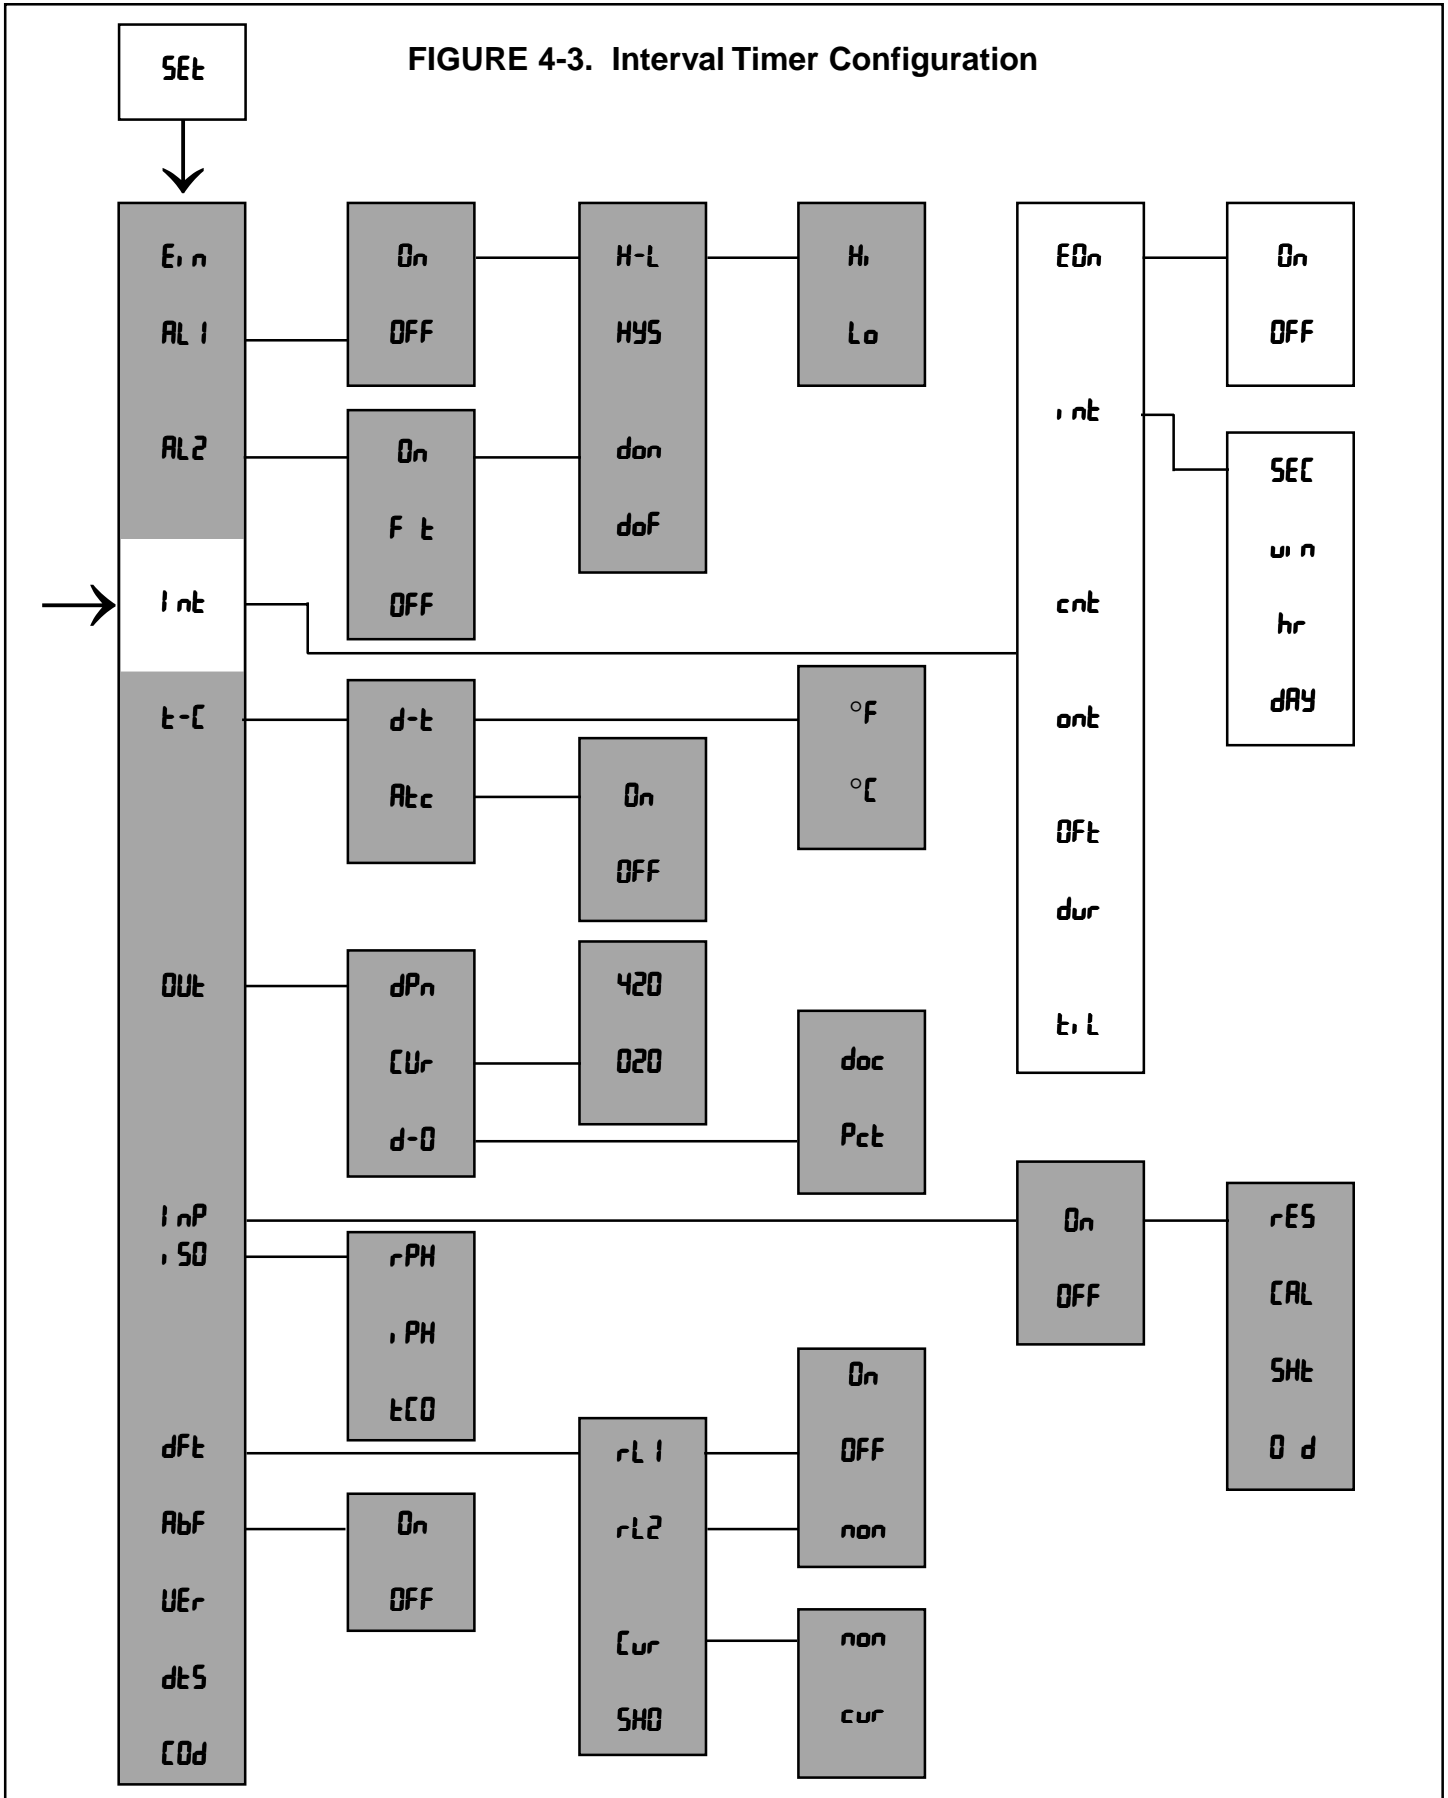 SEt
FIGURE 4-3. Interval Timer Configuration
Ein
AL1
AL2
Int
t-C
OUt
InP
iSO
dFt
AbF
UEr
dtS
COd
On
OFF
On
F t
OFF
d-t
Atc
dPn
CUr
d-O
rPH
iPH
tCO
On
OFF
H-L
HYS
don
doF
On
OFF
420
020
rL1
rL2
Cur
SHO
Hi
Lo
°F
°C
doc
Pct
On
OFF
non
non
cur
EOn
int
cnt
ont
OFt
dur
tiL
On
OFF
On
OFF
SEC
uin
hr
dAY
rES
CAL
SHt
O d